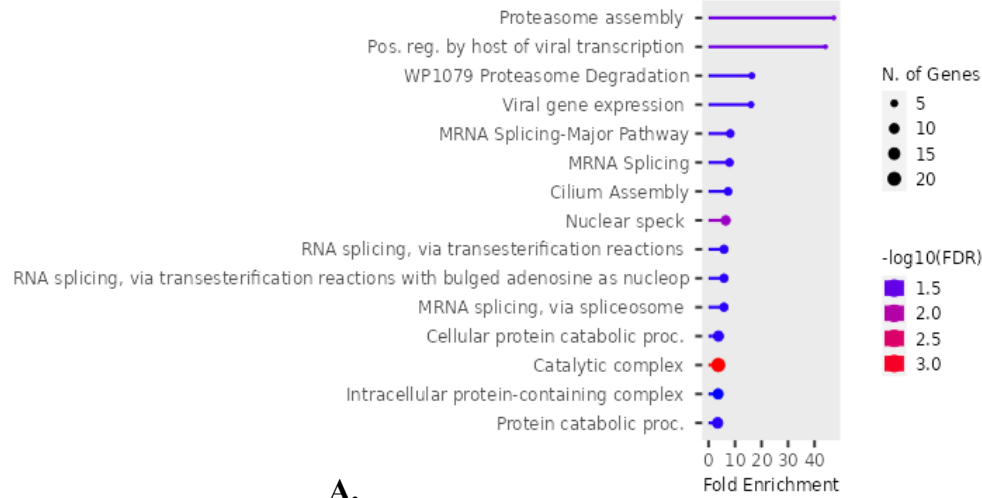 Proteasome assembly
Pos. reg. by host of viral transcription
WP1079 Proteasome Degradation
Viral gene expression
MRNA Splicing-Major Pathway
MRNA Splicing
Cilium Assembly
Nuclear speck
RNA splicing, via transesterification reactions
RNA splicing, via transesterification reactions with bulged adenosine as nucleop
MRNA splicing, via spliceosome
Cellular protein catabolic proc.
Catalytic complex
Intracellular protein-containing complex
Protein catabolic proc.
0 10 20 30 40
Fold Enrichment
N. of Genes
5
10
15
20
-log10(FDR)
1.5
2.0
2.5
3.0
A.